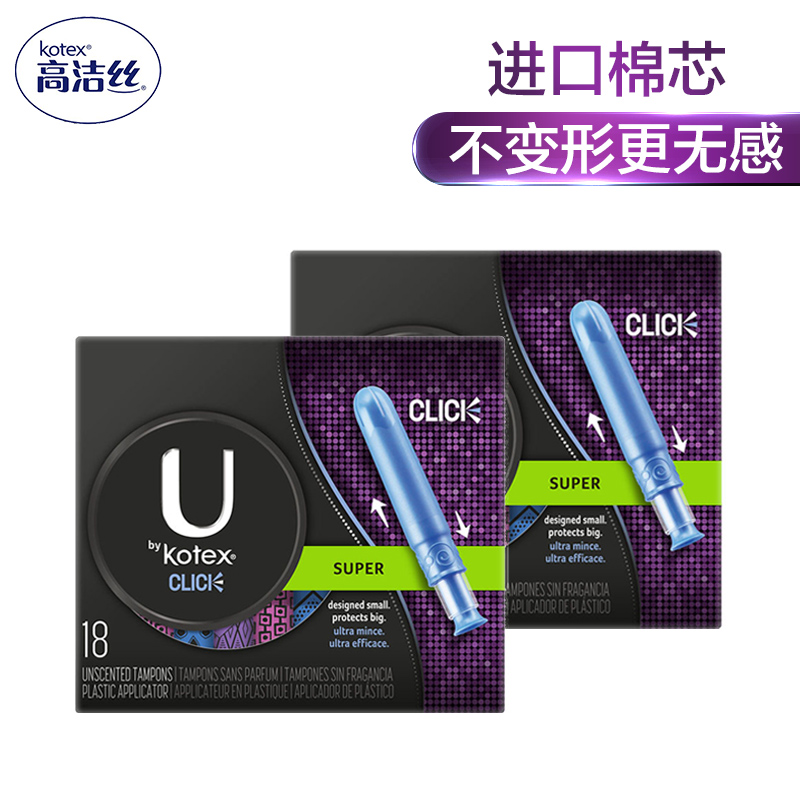 kotex®
高洁丝®
进口棉芯
不变形更无感
CLICK
SUPER
designed small.
protects big.
ultra mince.
ultra efficace.
AMPONES SIN FRAGANCIA
APLICADOR DE PLÁSTICO
CLICK
U
by Kotex®
CLICK
SUPER
designed small.
protects big.
ultra mince.
ultra efficace.
18
UNSCENTED TAMPONS | TAMPONS SANS PARFUM | TAMPONES SIN FRAGANCIA
PLASTIC APPLICATOR | APPLICATEUR EN PLASTIQUE | APLICADOR DE PLÁSTICO